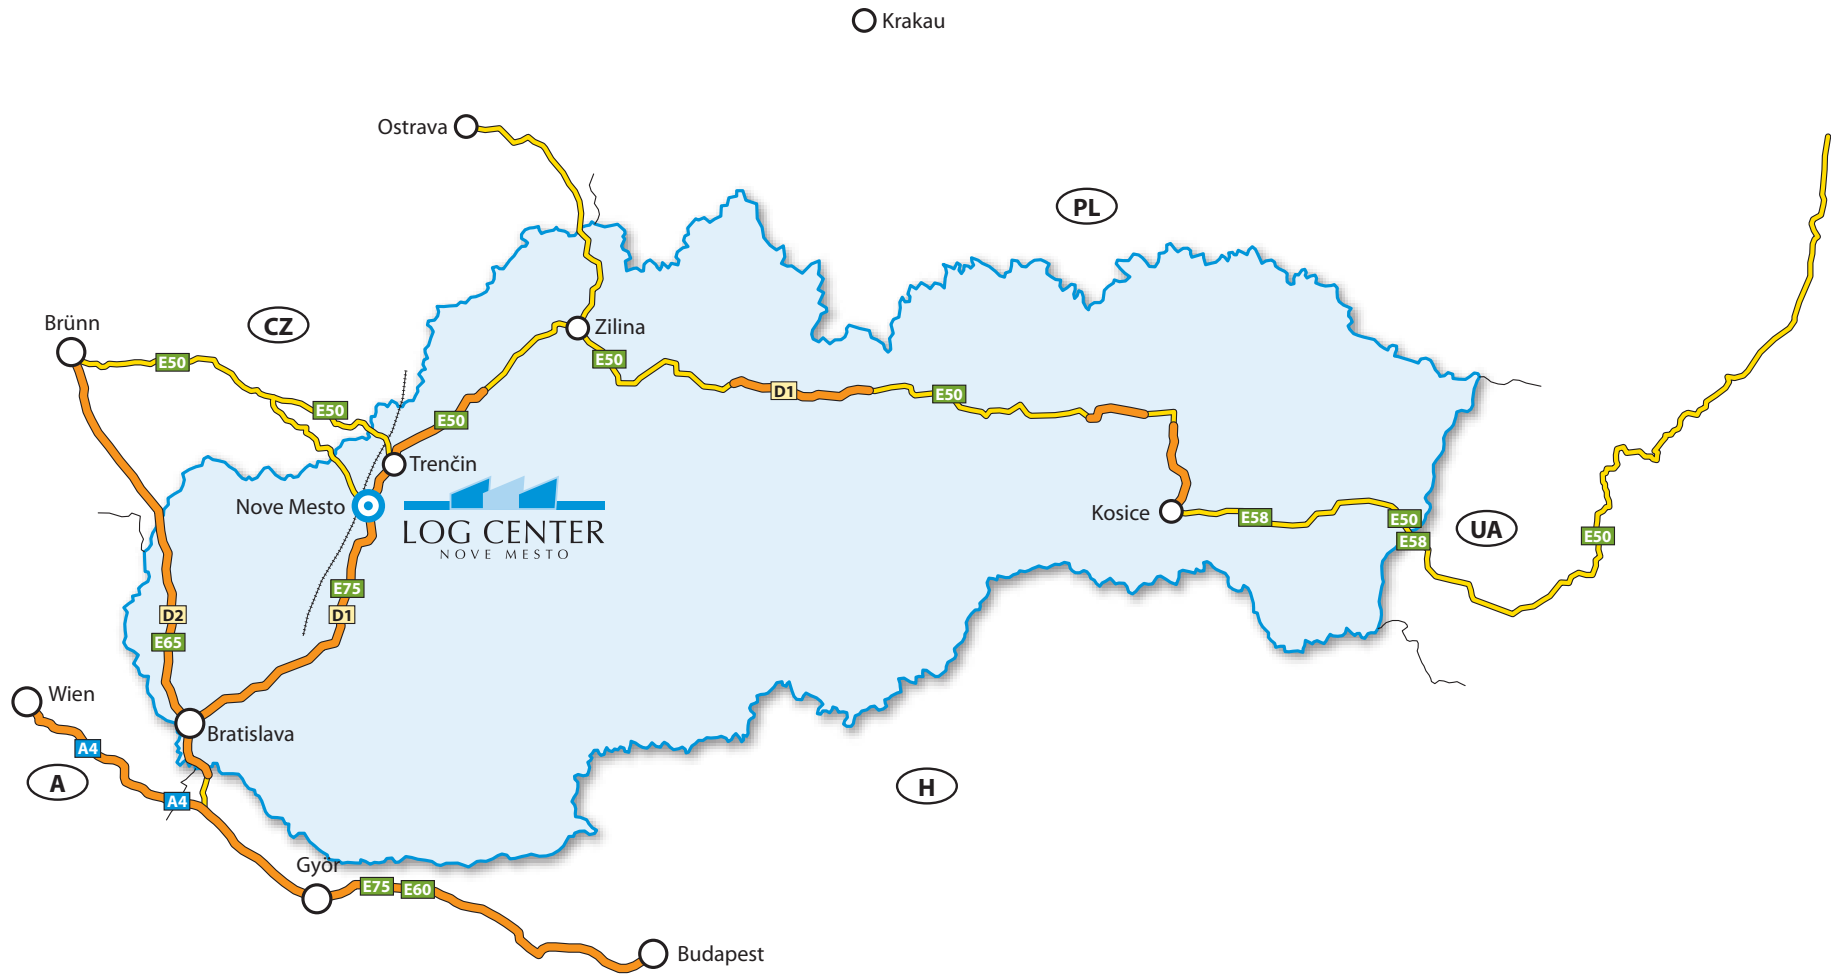 Krakau
Ostrava
PL
Brünn
CZ
Zilina
E50
E50
D1
E50
E50
E50
Trenčin
Nove Mesto
LOG CENTER
NOVE MESTO
Kosice
E58
E50
E58
UA
E50
E75
D1
D2
E65
Wien
Bratislava
A4
A
A4
H
Györ
E75
E60
Budapest